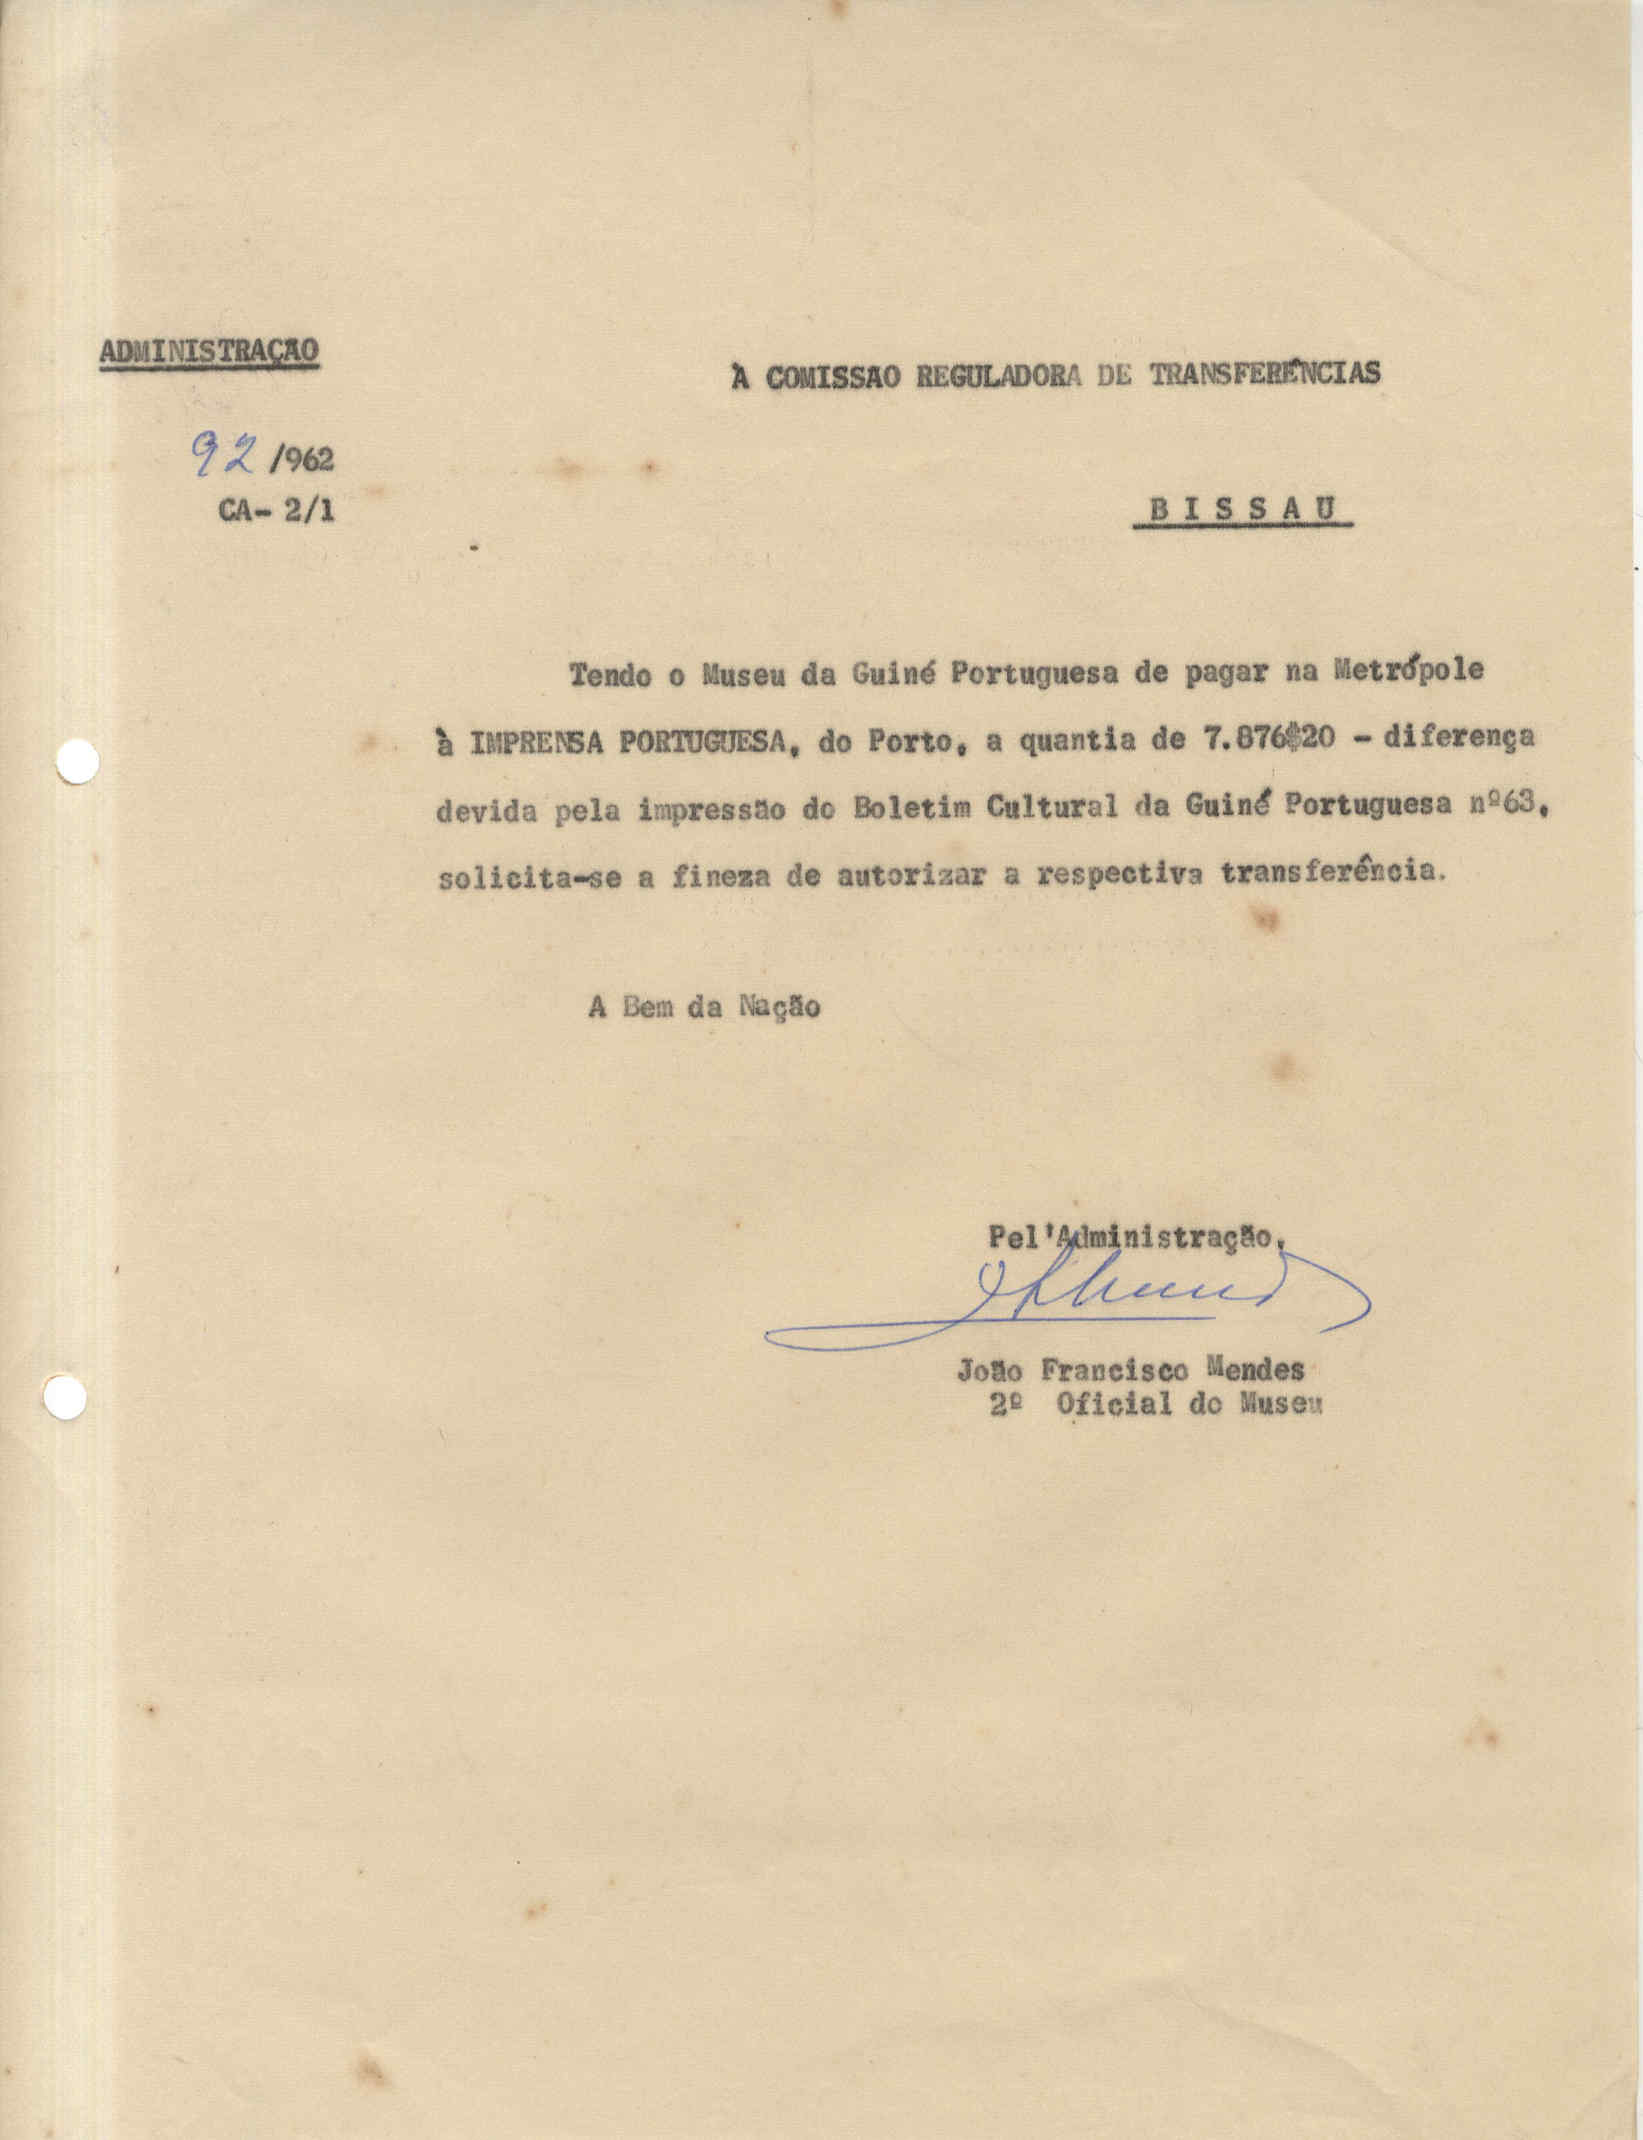 ADMINISTRAÇÃO
À COMISSAO REGULADORA DE TRANSFERÊNCIAS
92/962
CA- 2/1
BISSAU
Tendo o Museu da Guiné Portuguesa de pagar na Metrópole
à IMPRENSA PORTUGUESA, do Porto, a quantia de 7.876$20 - diferença
devida pela impressão do Boletim Cultural da Guiné Portuguesa nº63,
solicita-se a fineza de autorizar a respectiva transferência.
A Bem da Nação
Pel'Administração,
João Francisco Mendes
2º Oficial do Museu